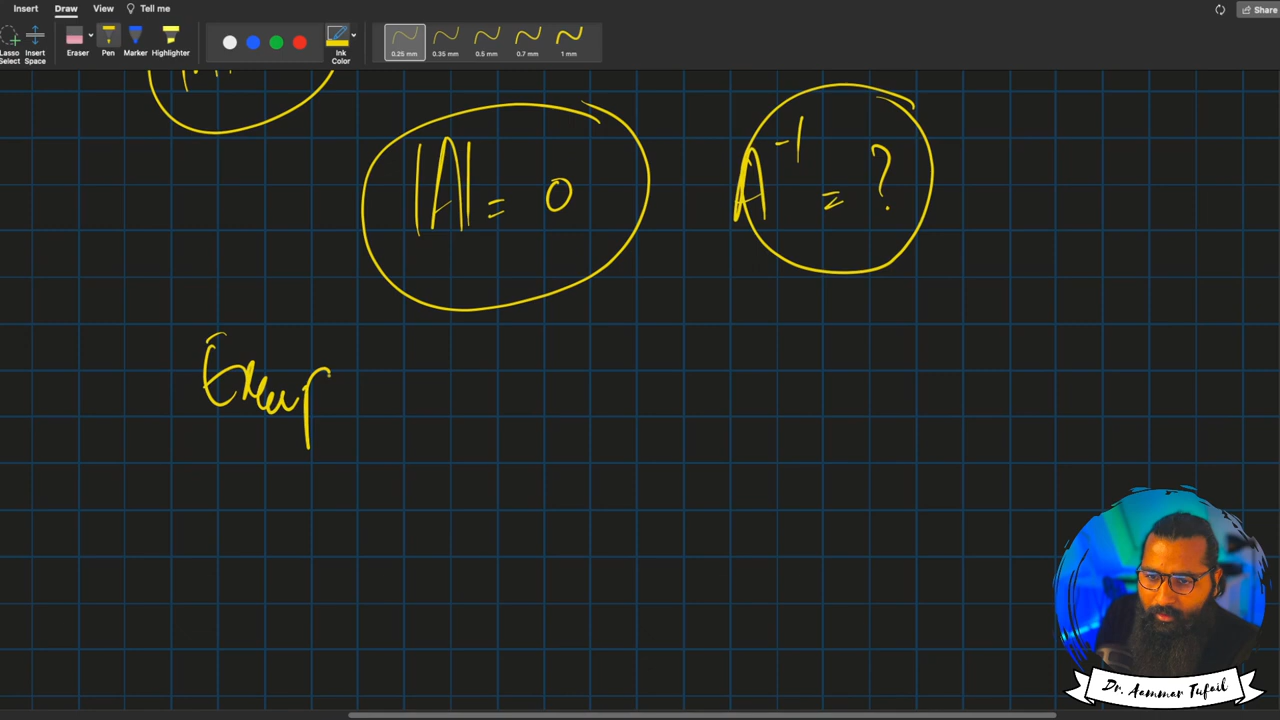 Insert Draw View Tell me Share
Lasso Select Insert Space Eraser Pen Marker Highlighter Ink Color 0.25 mm 0.35 mm 0.5 mm 0.7 mm 1 mm
|A| = 0
A⁻¹ = ?
Exmp
Dr. Aammar Tufail